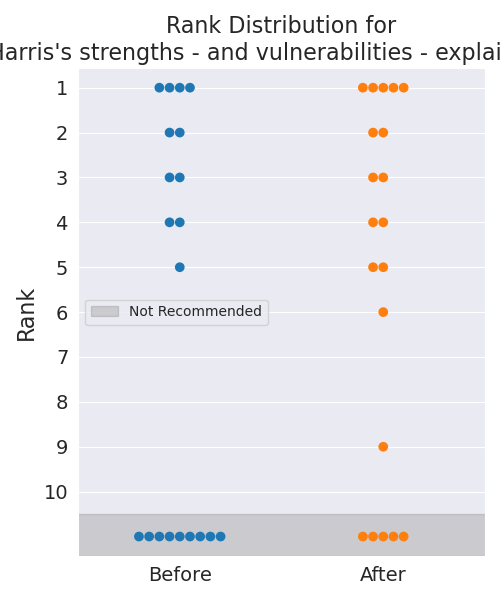 Rank Distribution for
Harris's strengths - and vulnerabilities - explai
1
2
3
4
5
6
7
8
9
10
Rank
Not Recommended
Before
After